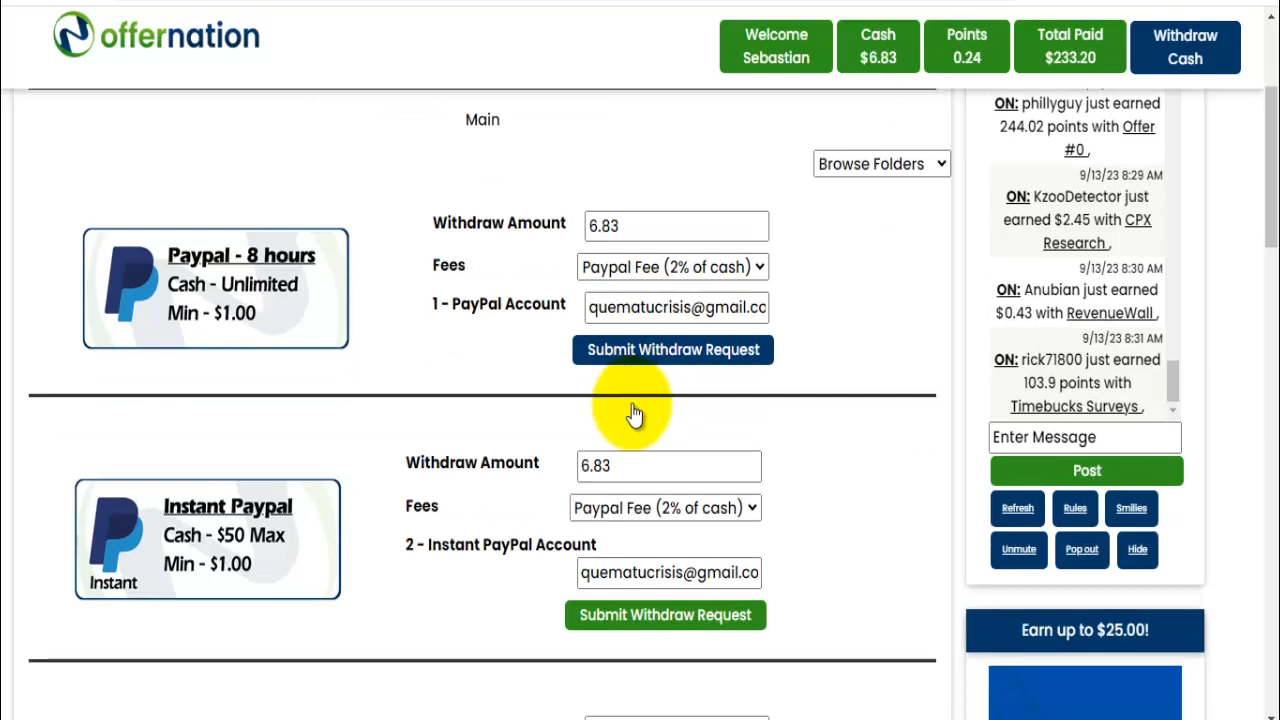 offernation
Welcome
Sebastian
Cash
$6.83
Points
0.24
Total Paid
$233.20
Withdraw
Cash
Main
Browse Folders
Paypal - 8 hours
Cash - Unlimited
Min - $1.00
Withdraw Amount
6.83
Fees
Paypal Fee (2% of cash)
1 - PayPal Account
quematucrisis@gmail.co
Submit Withdraw Request
Instant Paypal
Cash - $50 Max
Min - $1.00
Instant
Withdraw Amount
6.83
Fees
Paypal Fee (2% of cash)
2 - Instant PayPal Account
quematucrisis@gmail.co
Submit Withdraw Request
ON: phillyguy just earned
244.02 points with Offer
#0 ,
9/13/23 8:29 AM
ON: KzooDetector just
earned $2.45 with CPX
Research ,
9/13/23 8:30 AM
ON: Anubian just earned
$0.43 with RevenueWall ,
9/13/23 8:31 AM
ON: rick71800 just earned
103.9 points with
Timebucks Surveys ,
Enter Message
Post
Refresh
Rules
Smilies
Unmute
Pop out
Hide
Earn up to $25.00!